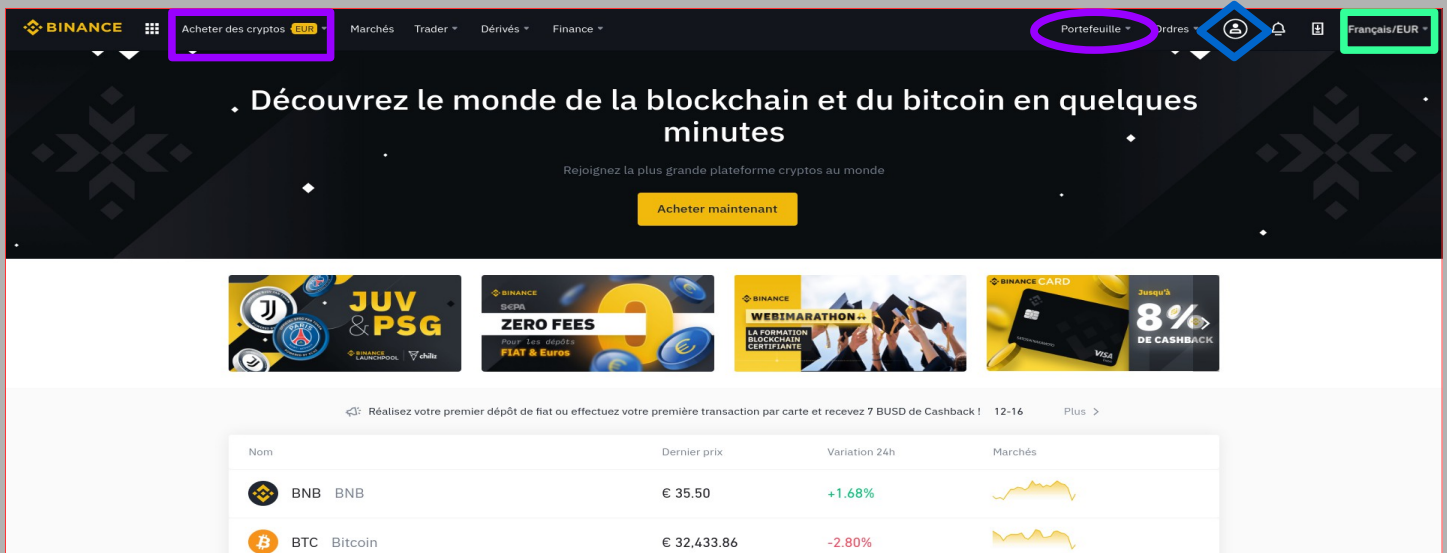 BINANCE Acheter des cryptos EUR Marchés Trader Dérivés Finance Portefeuille Ordres Français/EUR
Découvrez le monde de la blockchain et du bitcoin en quelques
minutes
Rejoignez la plus grande plateforme cryptos au monde
Acheter maintenant
JUV
& PSG
BINANCE
LAUNCHPOOL
chiliz
BINANCE
S€PA
ZERO FEES
Pour les dépôts
FIAT & Euros
0
BINANCE
WEBIMARATHON
LA FORMATION
BLOCKCHAIN
CERTIFIANTE
BINANCE CARD
VISA
Jusqu'à
8%
DE CASHBACK
Réalisez votre premier dépôt de fiat ou effectuez votre première transaction par carte et recevez 7 BUSD de Cashback ! 12-16 Plus >
Nom Dernier prix Variation 24h Marchés
BNB BNB € 35.50 +1.68%
BTC Bitcoin € 32,433.86 -2.80%